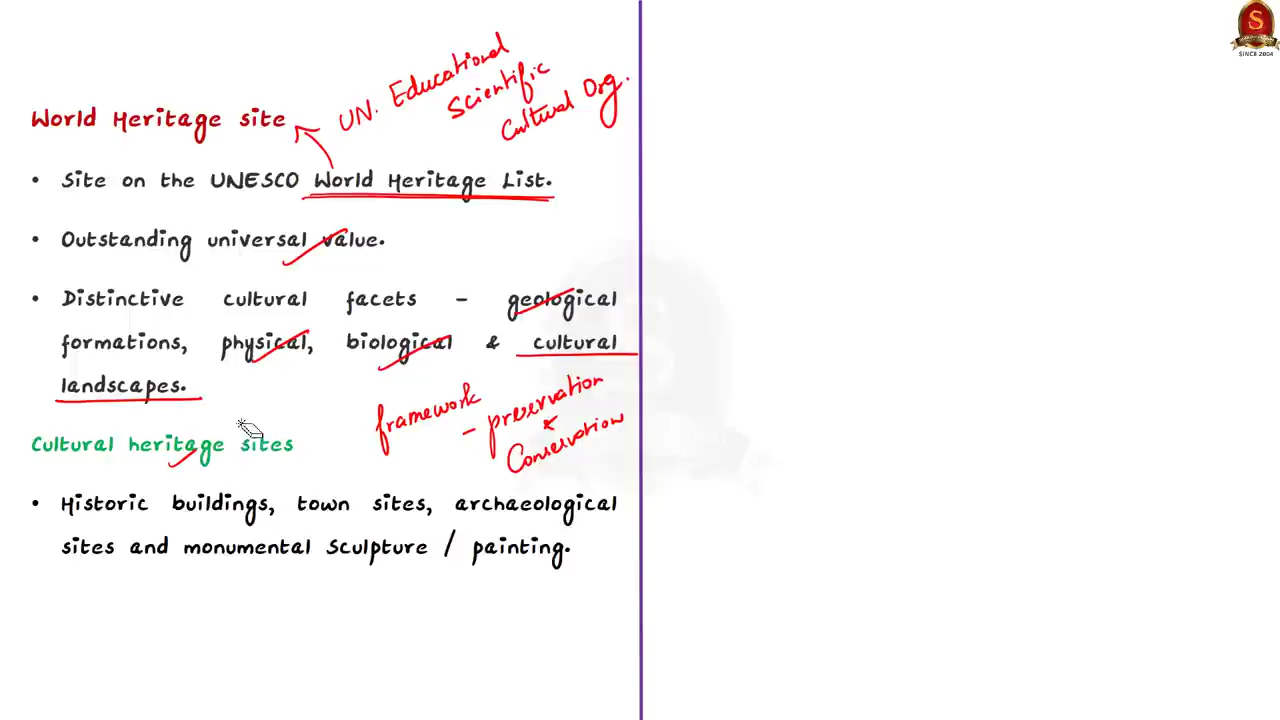 UN. Educational
Scientific
Cultural Org.
World Heritage site
• Site on the UNESCO World Heritage List.
• Outstanding universal value.
• Distinctive cultural facets - geological
formations, physical, biological & cultural
landscapes.
framework
- preservation
&
Conservation
Cultural heritage sites
• Historic buildings, town sites, archaeological
sites and monumental sculpture / painting.
S
SINCE 2004